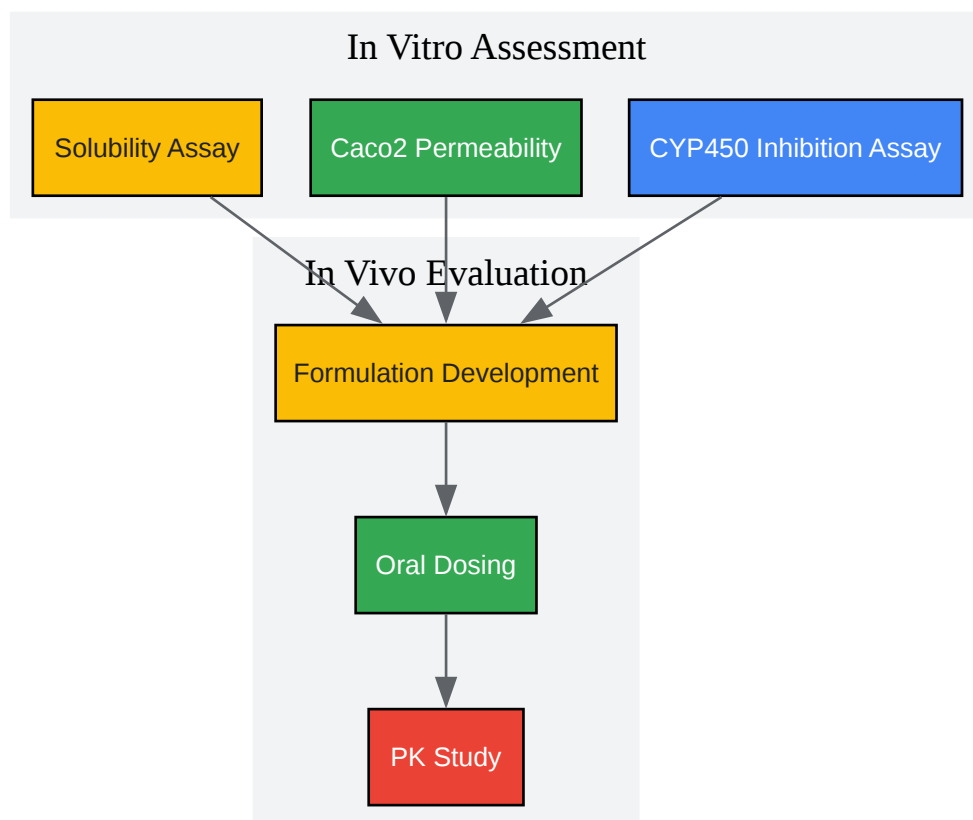 In Vitro Assessment
Solubility Assay
Caco2 Permeability
CYP450 Inhibition Assay
In Vivo Evaluation
Formulation Development
Oral Dosing
PK Study